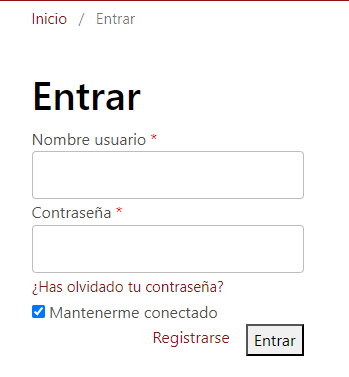 Inicio / Entrar
Entrar
Nombre usuario *
Contraseña *
¿Has olvidado tu contraseña?
Mantenerme conectado
Registrarse Entrar